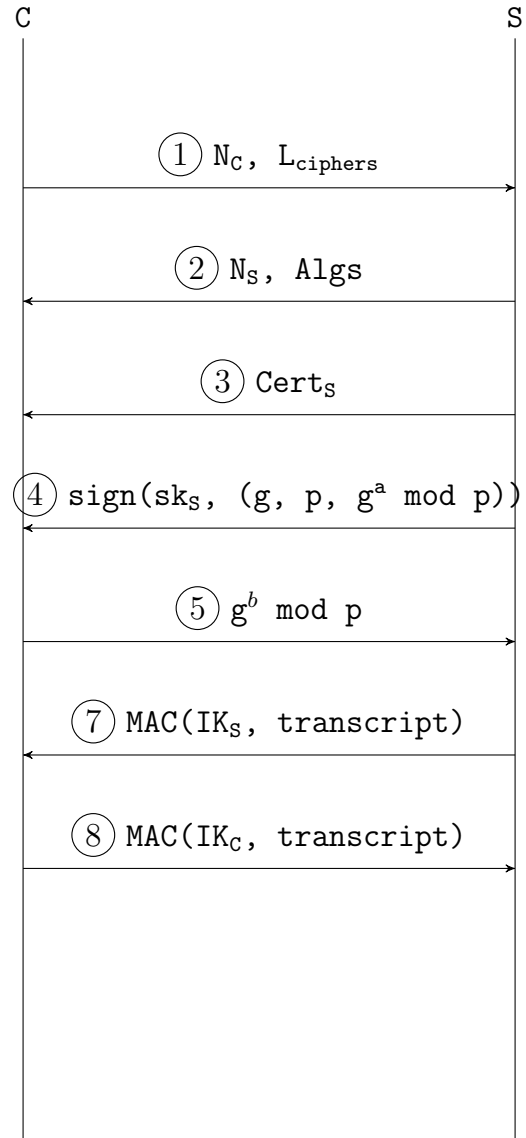 C S
① N_C, L_ciphers
② N_S, Algs
③ Cert_S
④ sign(sk_S, (g, p, g^a mod p))
⑤ g^b mod p
⑦ MAC(IK_S, transcript)
⑧ MAC(IK_C, transcript)